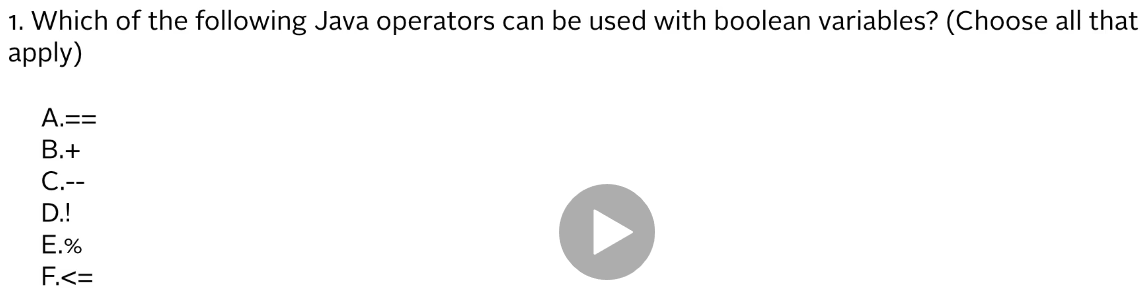 1. Which of the following Java operators can be used with boolean variables? (Choose all that
apply)
A.==
B.+
C.--
D.!
E.%
F.<=